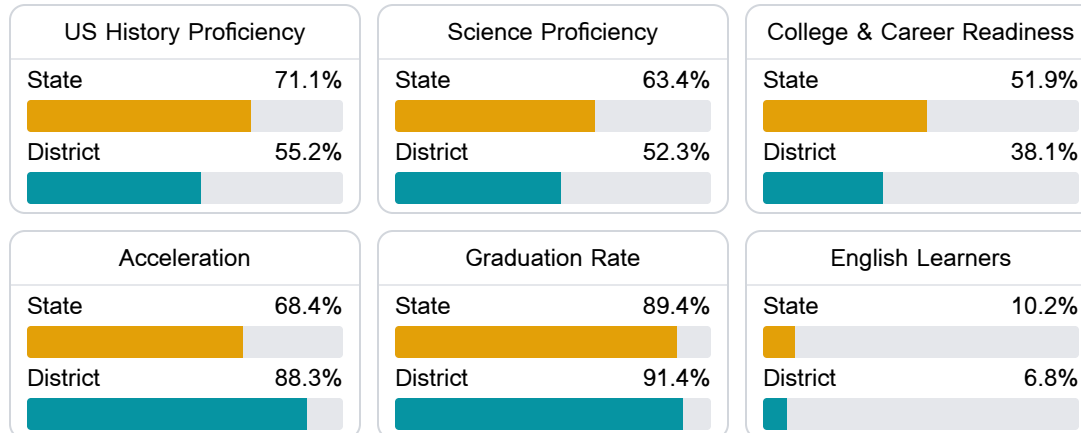 US History Proficiency
State 71.1%
District 55.2%
Science Proficiency
State 63.4%
District 52.3%
College & Career Readiness
State 51.9%
District 38.1%
Acceleration
State 68.4%
District 88.3%
Graduation Rate
State 89.4%
District 91.4%
English Learners
State 10.2%
District 6.8%